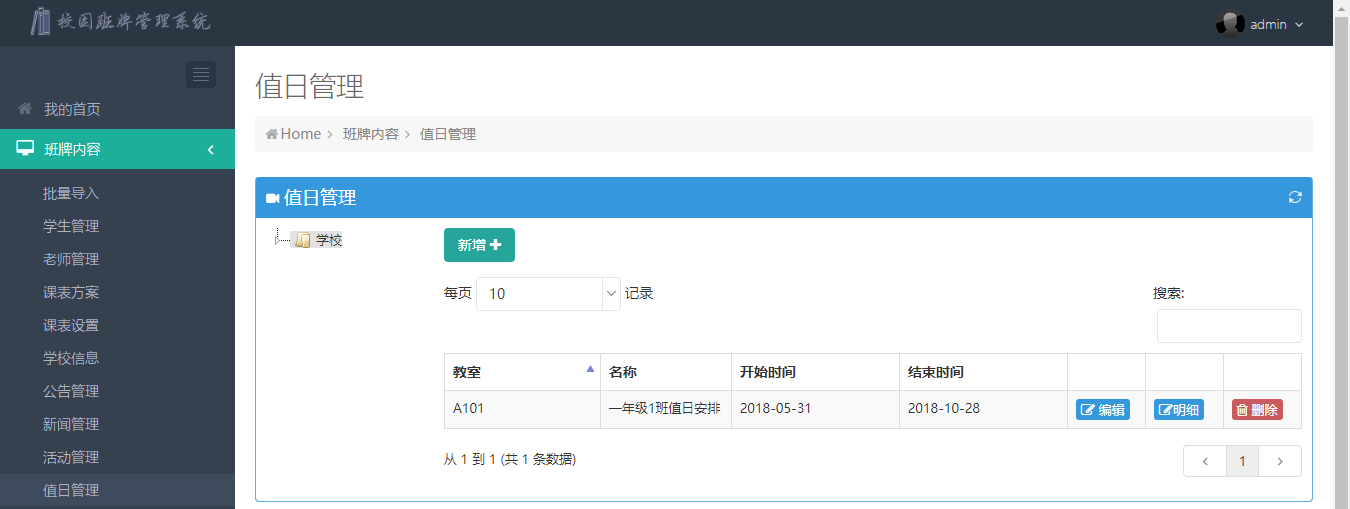 校园班牌管理系统
admin
我的首页
班牌内容
批量导入
学生管理
老师管理
课表方案
课表设置
学校信息
公告管理
新闻管理
活动管理
值日管理
值日管理
Home > 班牌内容 > 值日管理
值日管理
学校
新增
每页 10 记录
搜索:
教室 名称 开始时间 结束时间
A101 一年级1班值日安排 2018-05-31 2018-10-28 编辑 明细 删除
从 1 到 1 (共 1 条数据)
‹ 1 ›